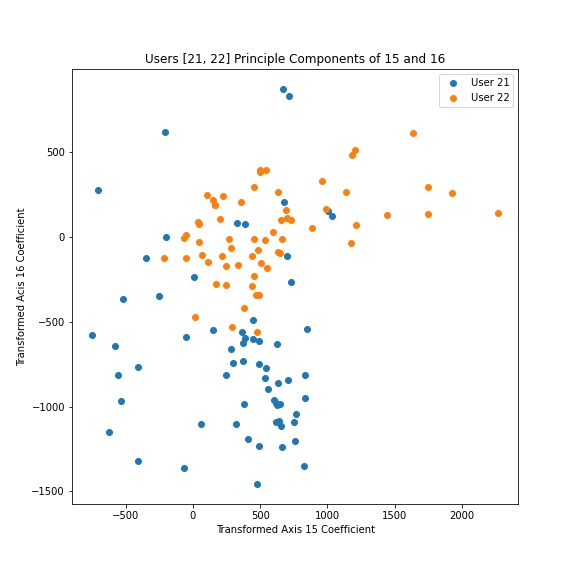 Users [21, 22] Principle Components of 15 and 16
User 21
User 22
Transformed Acis 16 Coefficient
500
0
−500
−1000
−1500
−500
0
500
1000
1500
2000
Transformed Axis 15 Coefficient